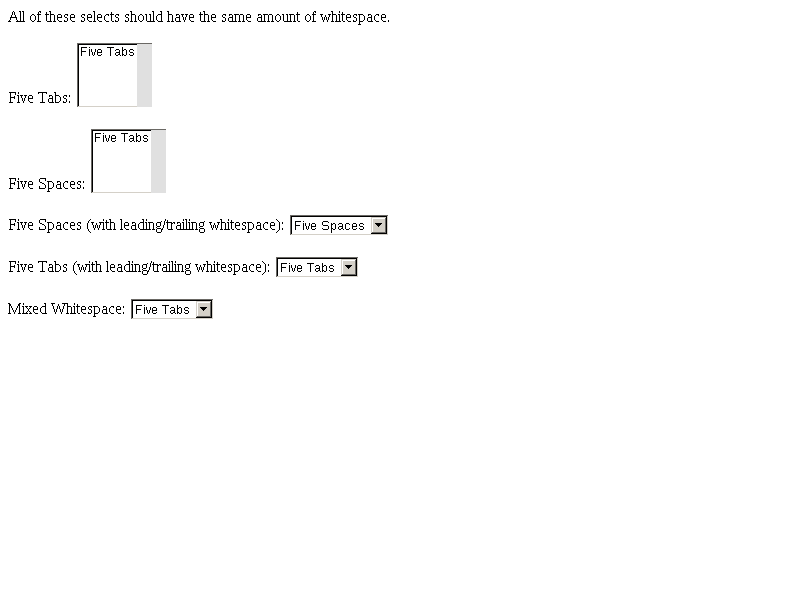 All of these selects should have the same amount of whitespace.
Five Tabs: Five Tabs
Five Spaces: Five Tabs
Five Spaces (with leading/trailing whitespace): Five Spaces
Five Tabs (with leading/trailing whitespace): Five Tabs
Mixed Whitespace: Five Tabs